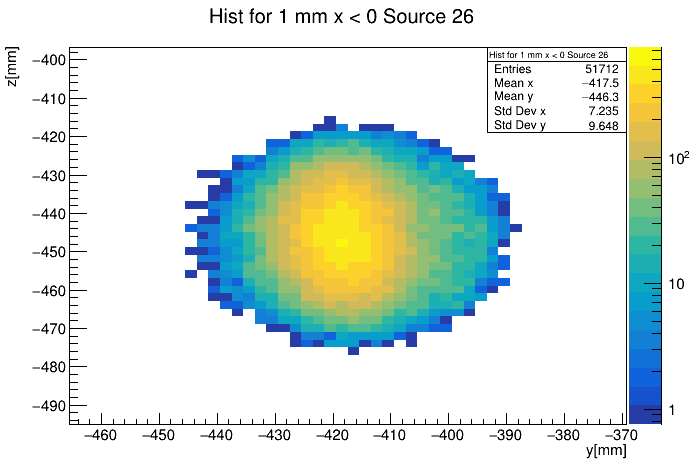 Hist for 1 mm x < 0 Source 26
z[mm]
Hist for 1 mm x < 0 Source 26
Entries 51712
Mean x −417.5
Mean y −446.3
Std Dev x 7.235
Std Dev y 9.648
−400
−410
−420
−430
−440
−450
−460
−470
−480
−490
10²
10
1
−460 −450 −440 −430 −420 −410 −400 −390 −380 −370
y[mm]